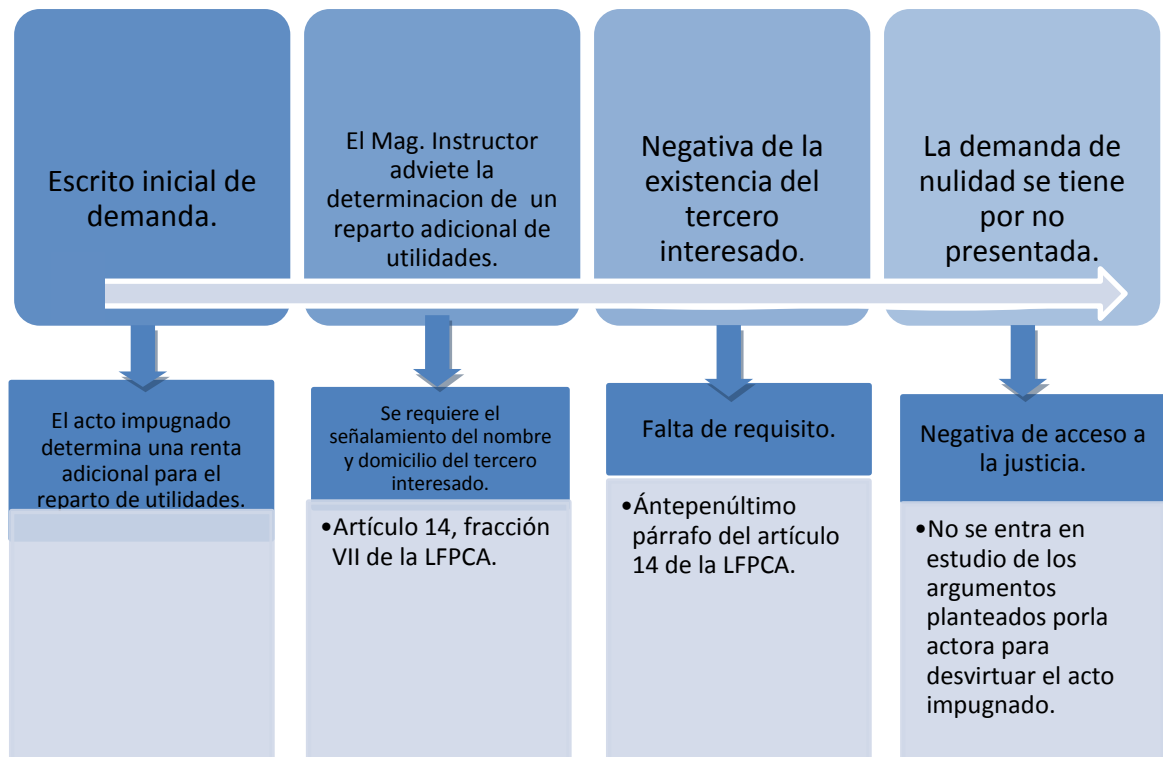 Escrito inicial de
demanda.
El Mag. Instructor
adviete la
determinacion de un
reparto adicional de
utilidades.
Negativa de la
existencia del
tercero
interesado.
La demanda de
nulidad se tiene
por no
presentada.
El acto impugnado
determina una renta
adicional para el
reparto de utilidades.
Se requiere el
señalamiento del nombre
y domicilio del tercero
interesado.
•Artículo 14, fracción
VII de la LFPCA.
Falta de requisito.
•Ántepenúltimo
párrafo del artículo
14 de la LFPCA.
Negativa de acceso a
la justicia.
•No se entra en
estudio de los
argumentos
planteados porla
actora para
desvirtuar el acto
impugnado.